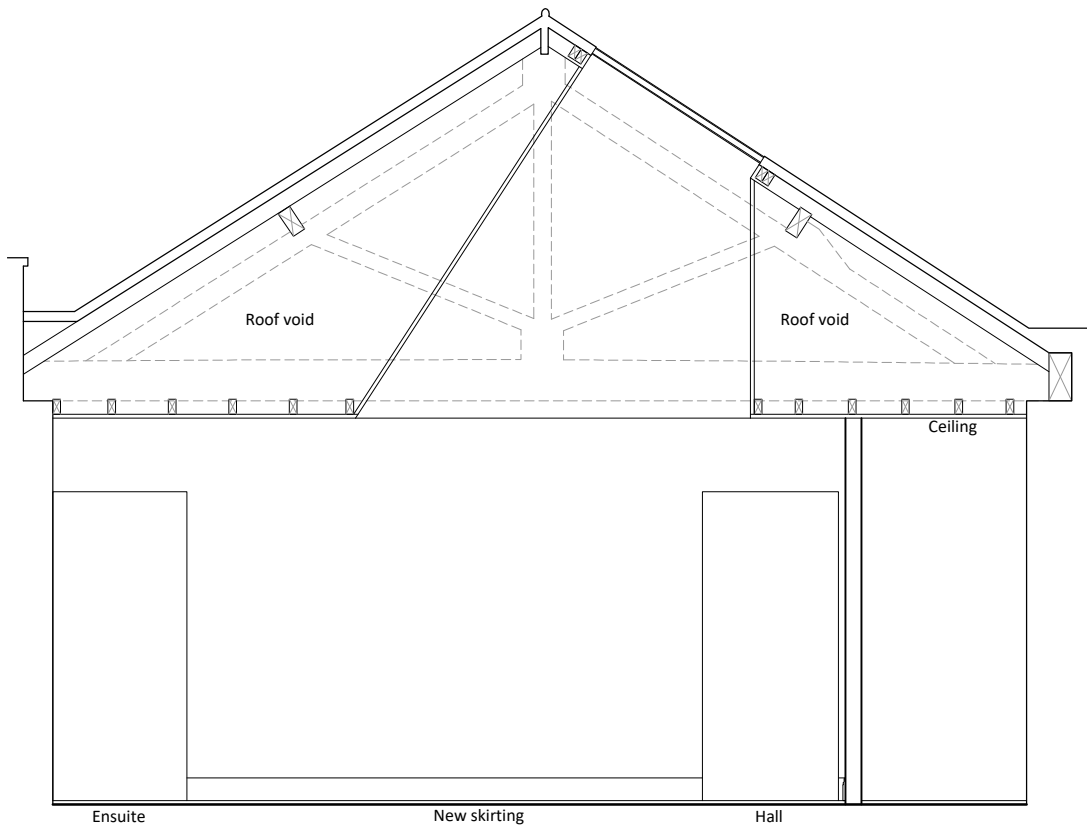 Roof void
Roof void
Ceiling
Ensuite
New skirting
Hall